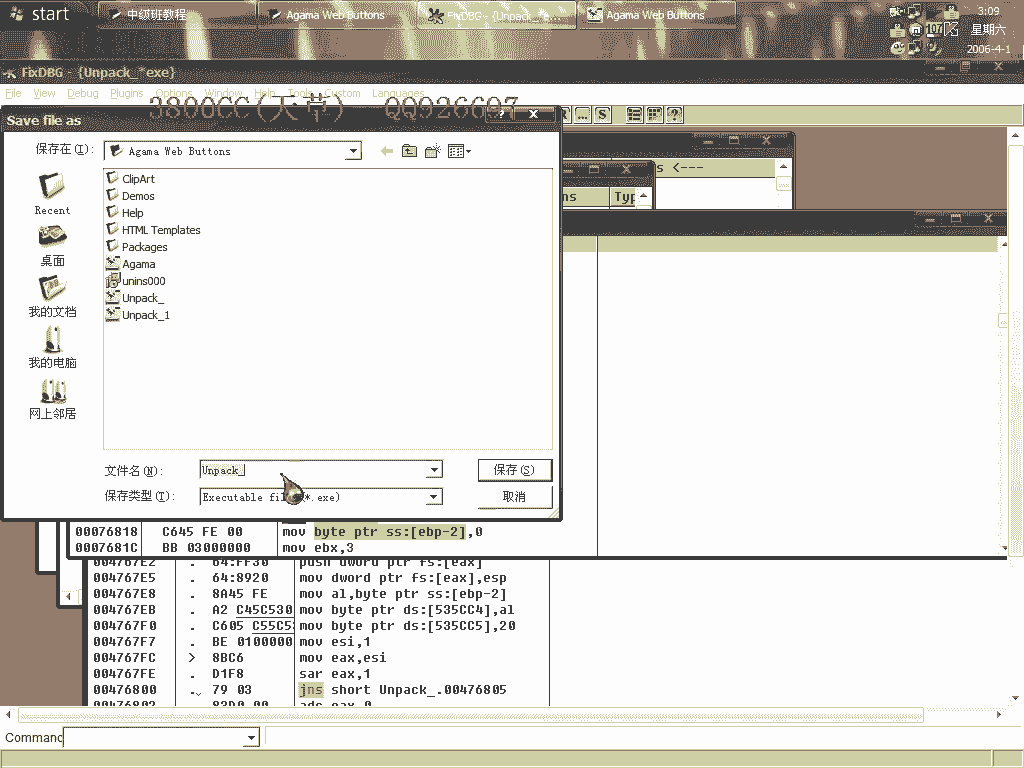 start
中级班教程
Agama Web Buttons
FixDBG - {Unpack_*e...
Agama Web Buttons
3:09
星期六
2006-4-1
FixDBG - {Unpack_*exe}
File View Debug Plugins Options Window Help Tools Custom Languages
3800CC(天草) QQ926697
Save file as
保存在(I):
Agama Web Buttons
Recent
桌面
我的文档
我的电脑
网上邻居
ClipArt
Demos
Help
HTML Templates
Packages
Agama
unins000
Unpack_
Unpack_1
文件名(N):
Unpack_
保存(S)
保存类型(T):
Executable fil (*.exe)
取消
s <---
ns Typ
00076818 C645 FE 00 mov byte ptr ss:[ebp-2],0
0007681C BB 03000000 mov ebx,3
004767E2 . 64:FF30 push dword ptr fs:[eax]
004767E5 . 64:8920 mov dword ptr fs:[eax],esp
004767E8 . 8A45 FE mov al,byte ptr ss:[ebp-2]
004767EB . A2 C45C530 mov byte ptr ds:[535CC4],al
004767F0 . C605 C55C5 mov byte ptr ds:[535CC5],20
004767F7 . BE 0100000 mov esi,1
004767FC > 8BC6 mov eax,esi
004767FE . D1F8 sar eax,1
00476800 . 79 03 jns short Unpack_.00476805
00476802 . 83D0 00 adc eax,0
Command